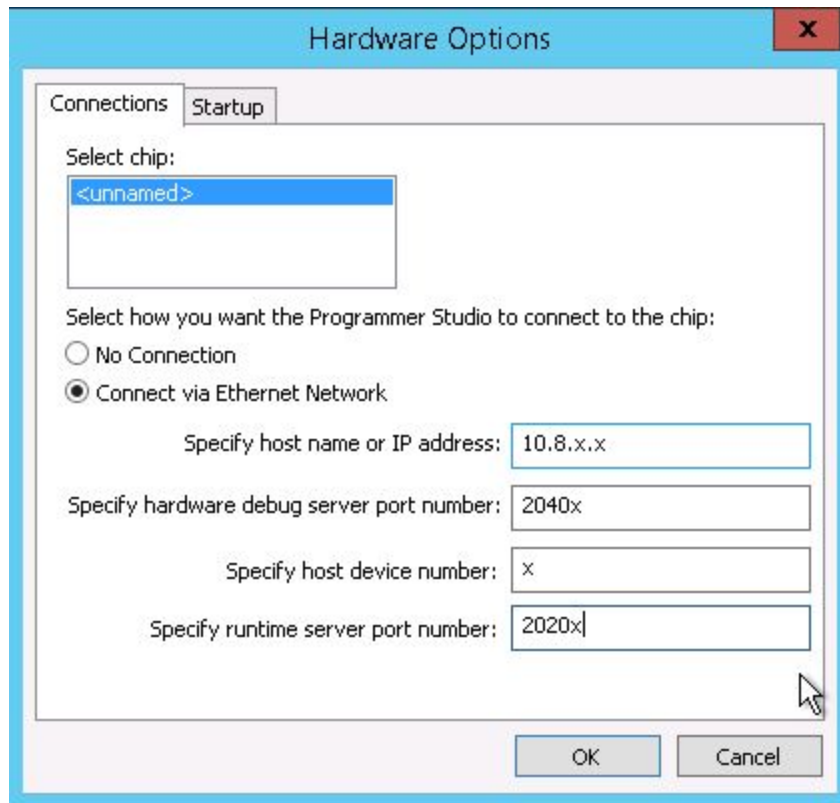 Hardware Options
x
Connections Startup
Select chip:
<unnamed>
Select how you want the Programmer Studio to connect to the chip:
No Connection
Connect via Ethernet Network
Specify host name or IP address: 10.8.x.x
Specify hardware debug server port number: 2040x
Specify host device number: x
Specify runtime server port number: 2020x
OK Cancel